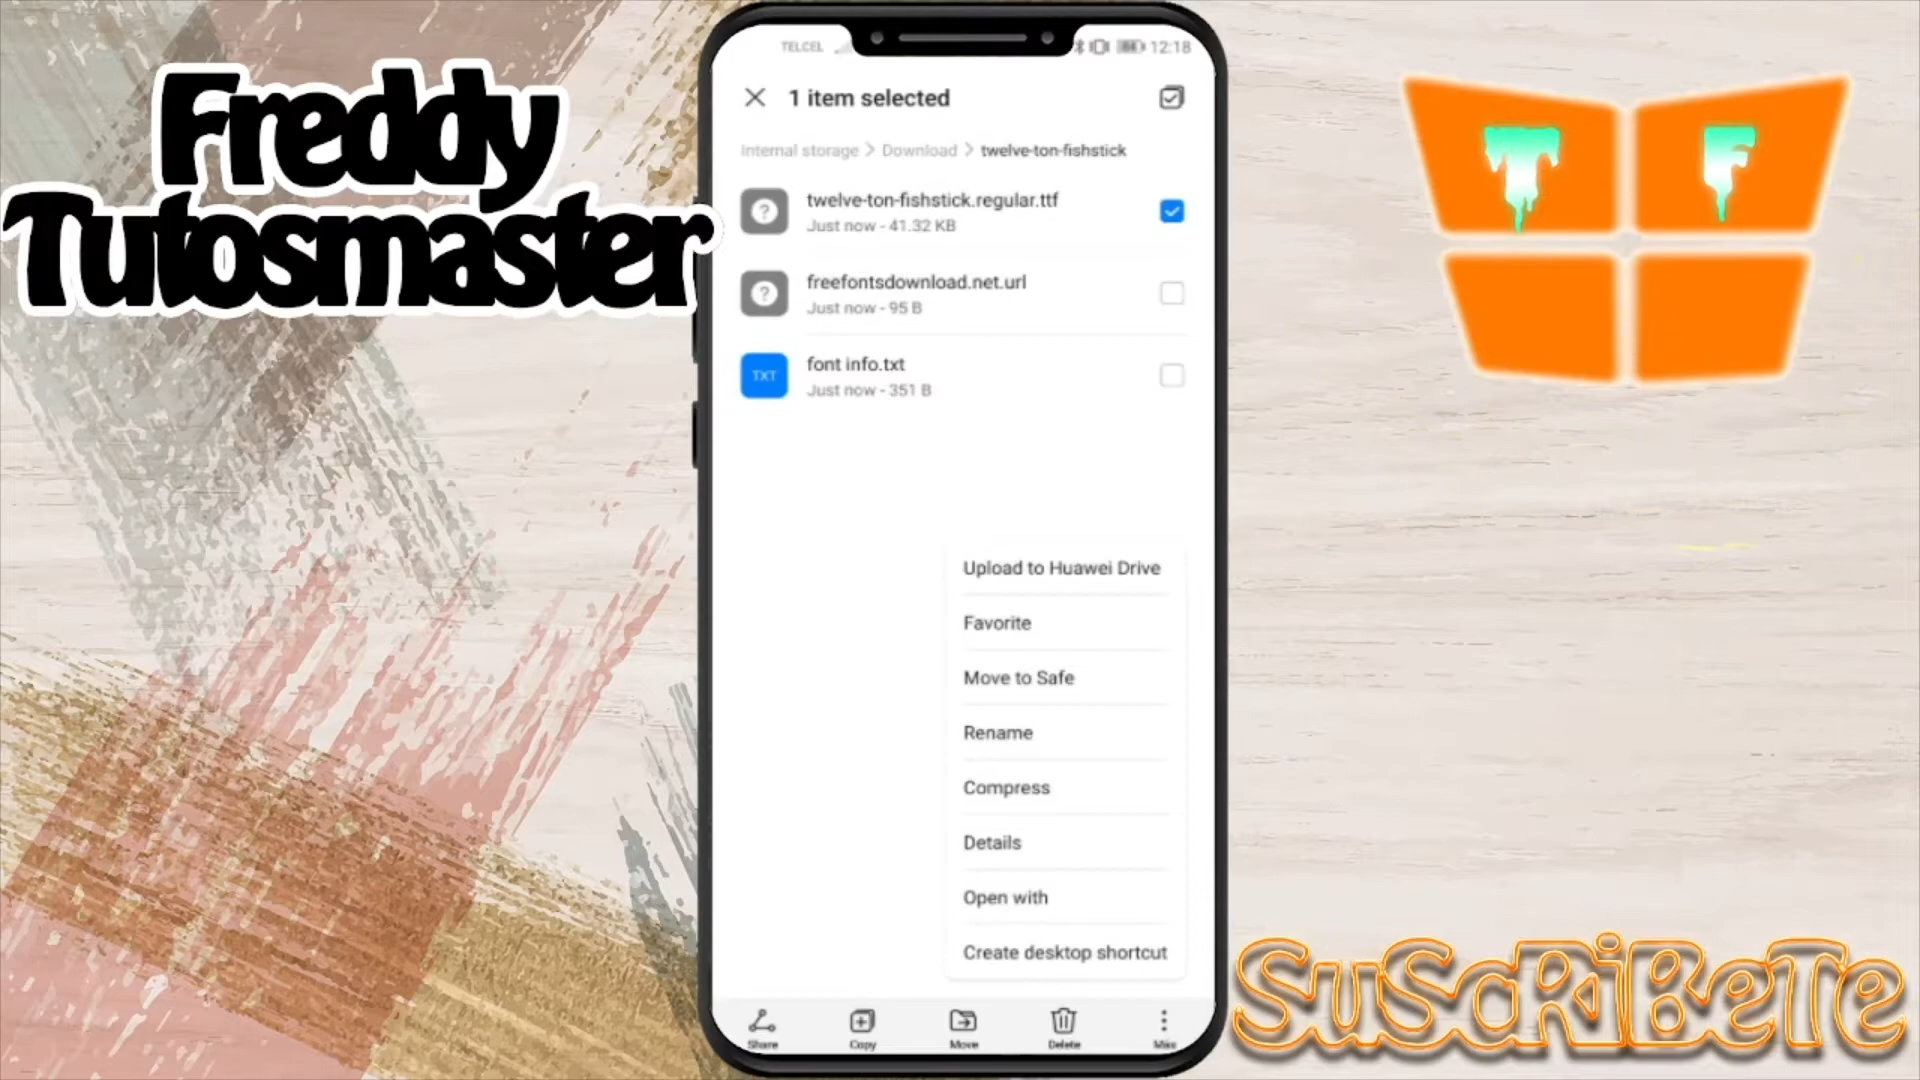 Freddy
Tutosmaster
TELCEL
12:18
1 item selected
Internal storage > Download > twelve-ton-fishstick
twelve-ton-fishstick.regular.ttf
Just now - 41.32 KB
freefontsdownload.net.url
Just now - 95 B
TXT
font info.txt
Just now - 351 B
Upload to Huawei Drive
Favorite
Move to Safe
Rename
Compress
Details
Open with
Create desktop shortcut
Share
Copy
Move
Delete
Más
T F
SuScRiBeTe